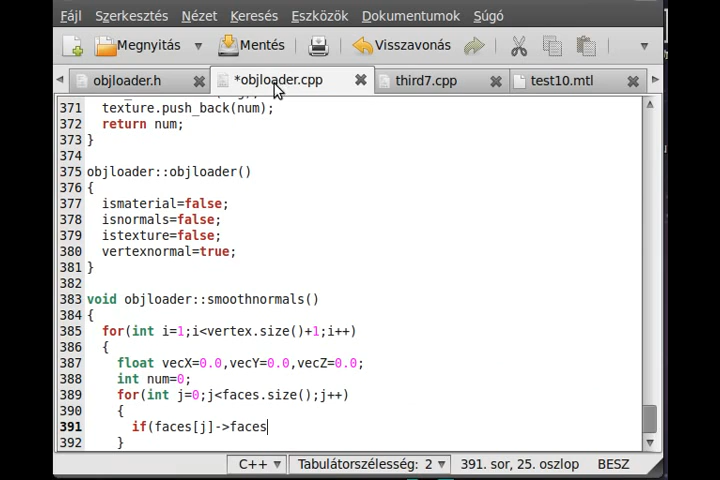 Fájl Szerkesztés Nézet Keresés Eszközök Dokumentumok Súgó
Megnyitás Mentés Visszavonás
objloader.h *objloader.cpp third7.cpp test10.mtl
371 texture.push_back(num);
372 return num;
373 }
374
375 objloader::objloader()
376 {
377 ismaterial=false;
378 isnormals=false;
379 istexture=false;
380 vertexnormal=true;
381 }
382
383 void objloader::smoothnormals()
384 {
385 for(int i=1;i<vertex.size()+1;i++)
386 {
387 float vecX=0.0,vecY=0.0,vecZ=0.0;
388 int num=0;
389 for(int j=0;j<faces.size();j++)
390 {
391 if(faces[j]->faces
392 }
C++ Tabulátorszélesség: 2 391. sor, 25. oszlop BESZ